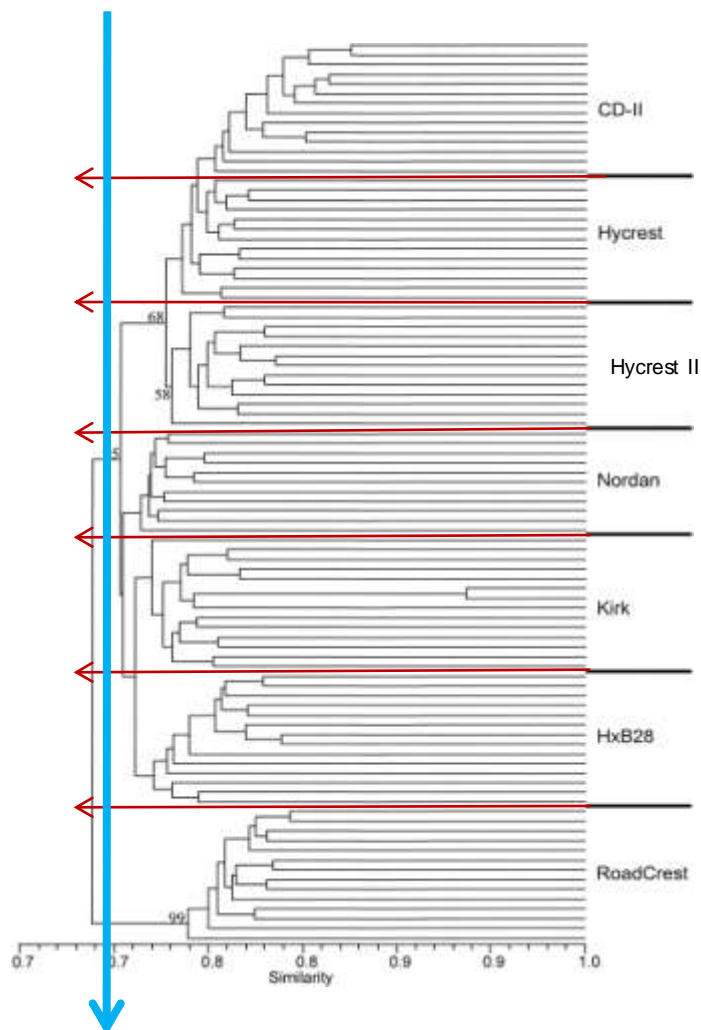 CD-II
Hycrest
68
Hycrest II
58
5
Nordan
Kirk
HxB28
RoadCrest
99
0.7 0.7 0.8 0.8 0.9 0.9 1.0
Similarity